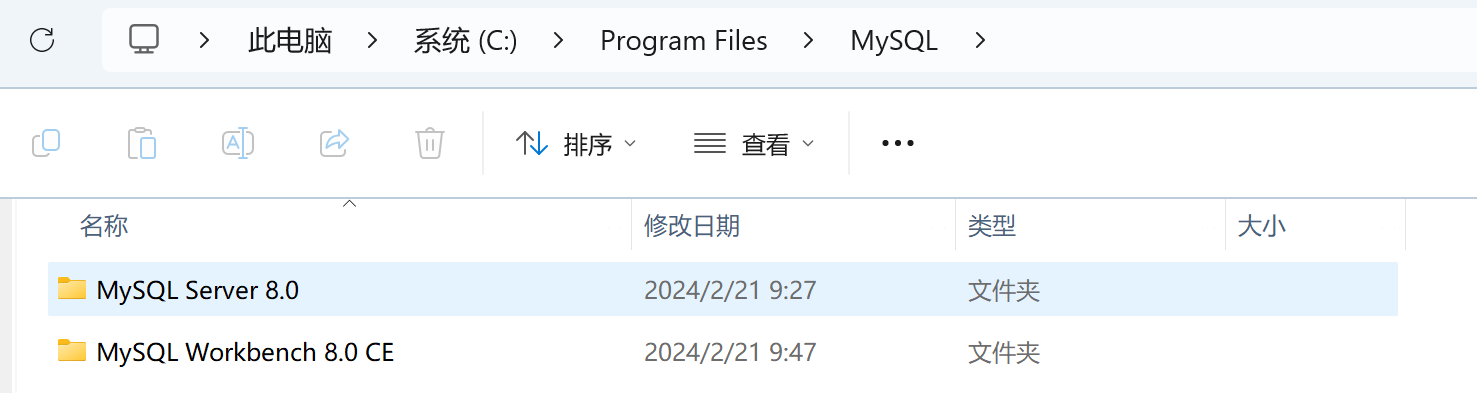 此电脑 系统 (C:) Program Files MySQL
排序 查看
名称 修改日期 类型 大小
MySQL Server 8.0 2024/2/21 9:27 文件夹
MySQL Workbench 8.0 CE 2024/2/21 9:47 文件夹